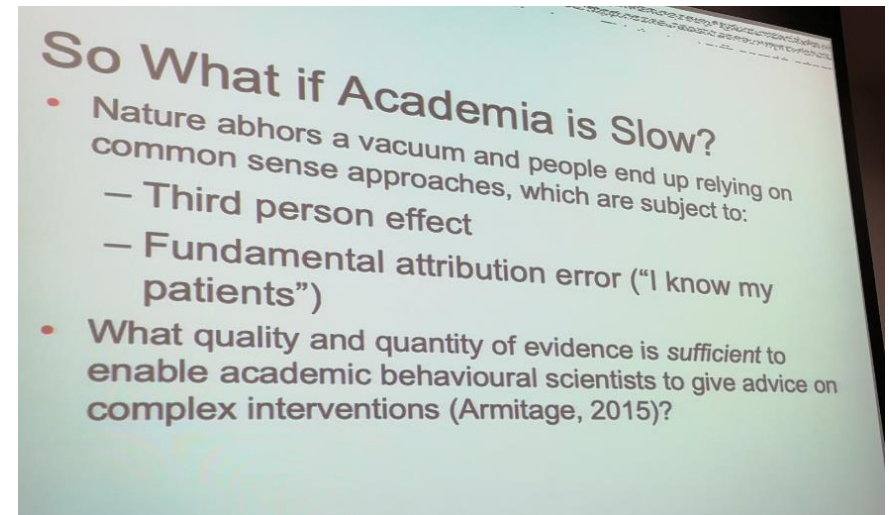 So What if Academia is Slow?
• Nature abhors a vacuum and people end up relying on
common sense approaches, which are subject to:
– Third person effect
– Fundamental attribution error (“I know my
patients”)
• What quality and quantity of evidence is sufficient to
enable academic behavioural scientists to give advice on
complex interventions (Armitage, 2015)?